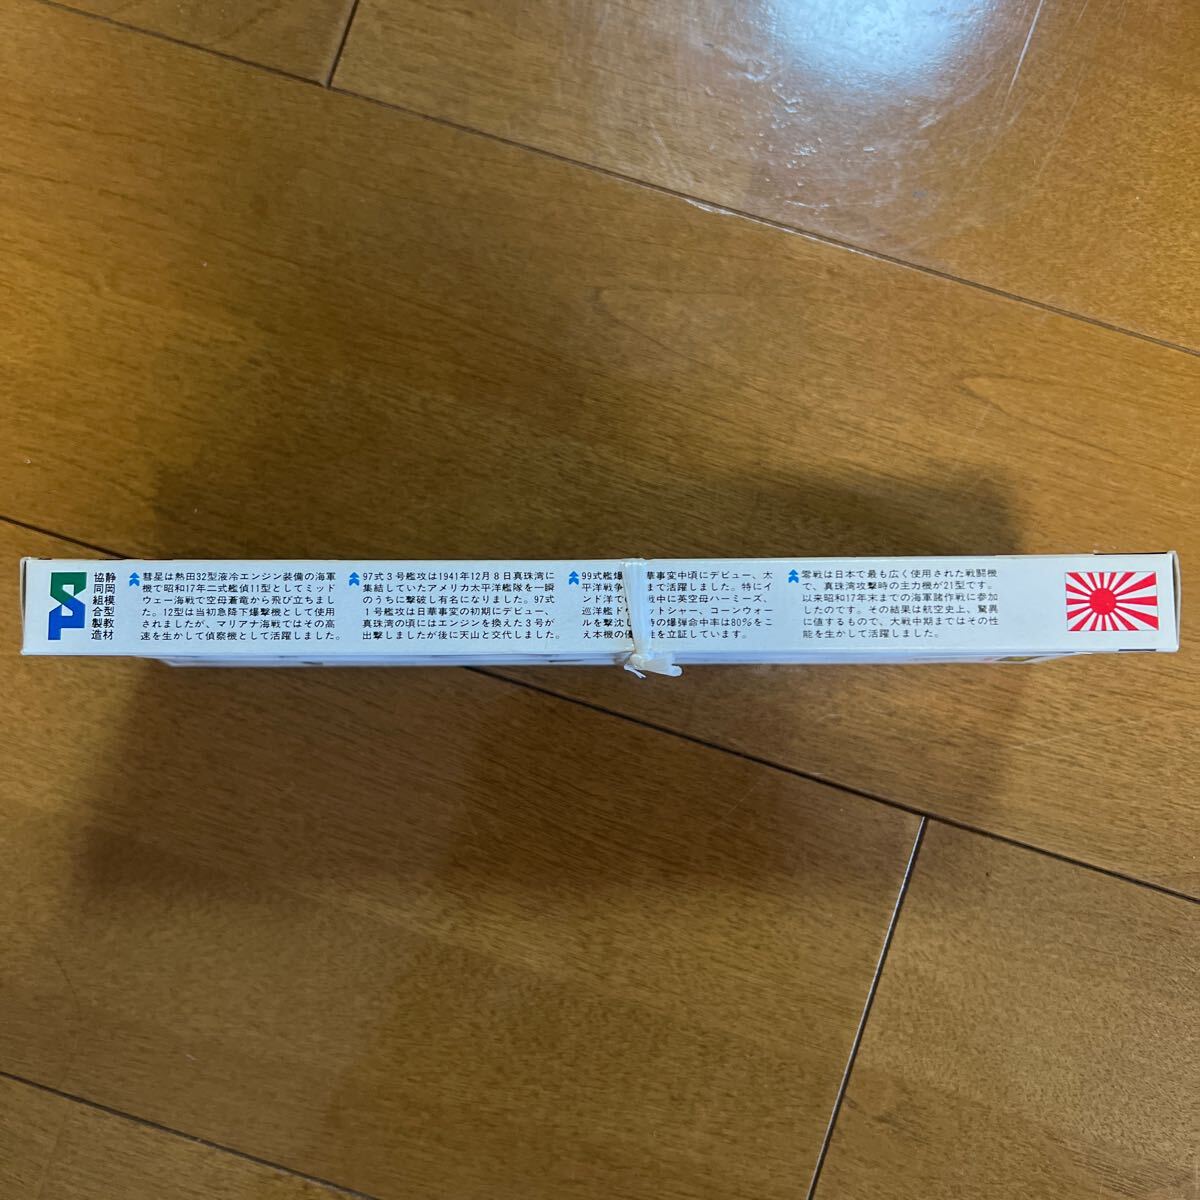 静岡模型教材
協同組合製造
彗星は熱田32型液冷エンジン装備の海軍
機で昭和17年二式艦偵11型としてミッド
ウェー海戦で空母蒼竜から飛び立ちまし
た。12型は当初急降下爆撃機として使用
されましたが、マリアナ海戦ではその高
速を生かして偵察機として活躍しました。
97式3号艦攻は1941年12月8日真珠湾に
集結していたアメリカ太平洋艦隊を一瞬
のうちに撃破し有名になりました。97式
1号艦攻は日華事変の初期にデビュー、
真珠湾の頃にはエンジンを換えた3号が
出撃しましたが後に天山と交代しました。
99式艦爆 華事変中頃にデビュー、太
平洋戦争 まで活躍しました。特にイ
ンド洋で 戦中に英空母ハーミーズ、
巡洋艦ド ットシャー、コーンウォー
ルを撃沈 時の爆弾命中率は80%をこ
え本機の優 性を立証しています。
零戦は日本で最も広く使用された戦闘機
で、真珠湾攻撃時の主力機が21型です。
以来昭和17年末までの海軍諸作戦に参加
したのです。その結果は航空史上、驚異
に値するもので、大戦中期まではその性
能を生かして活躍しました。